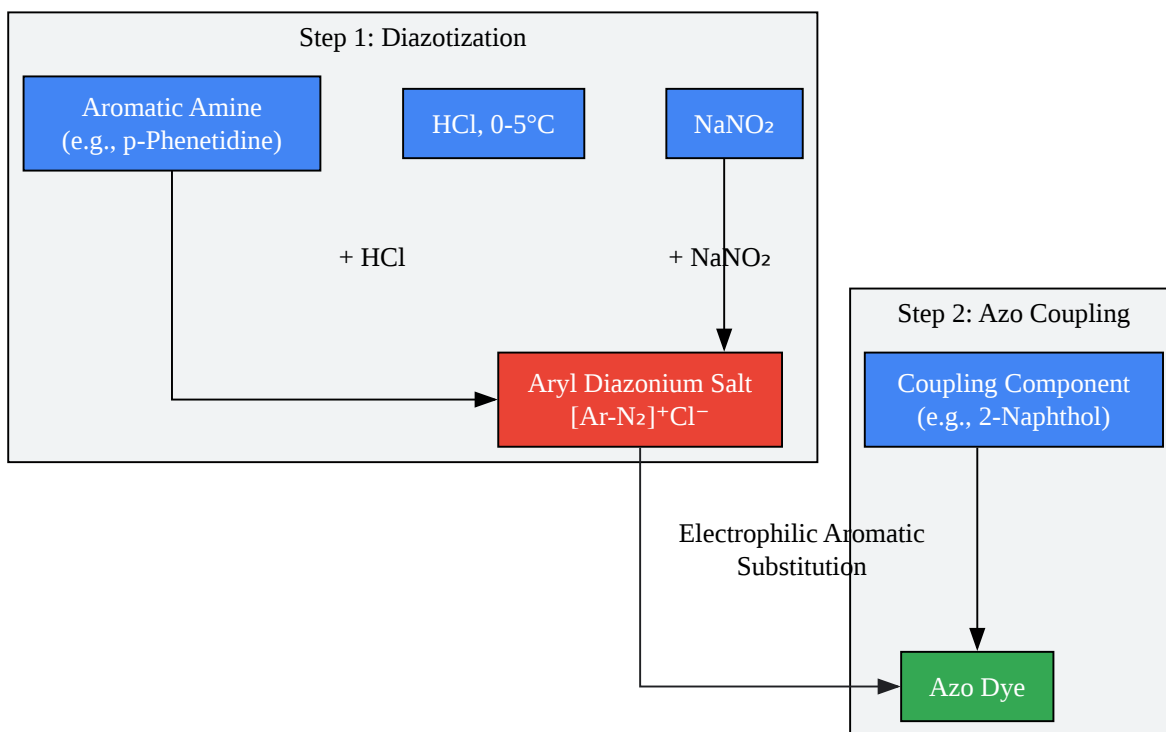 Step 1: Diazotization
Aromatic Amine
(e.g., p-Phenetidine)
HCl, 0-5°C
NaNO₂
+ HCl
+ NaNO₂
Aryl Diazonium Salt
[Ar-N₂]⁺Cl⁻
Step 2: Azo Coupling
Coupling Component
(e.g., 2-Naphthol)
Electrophilic Aromatic
Substitution
Azo Dye